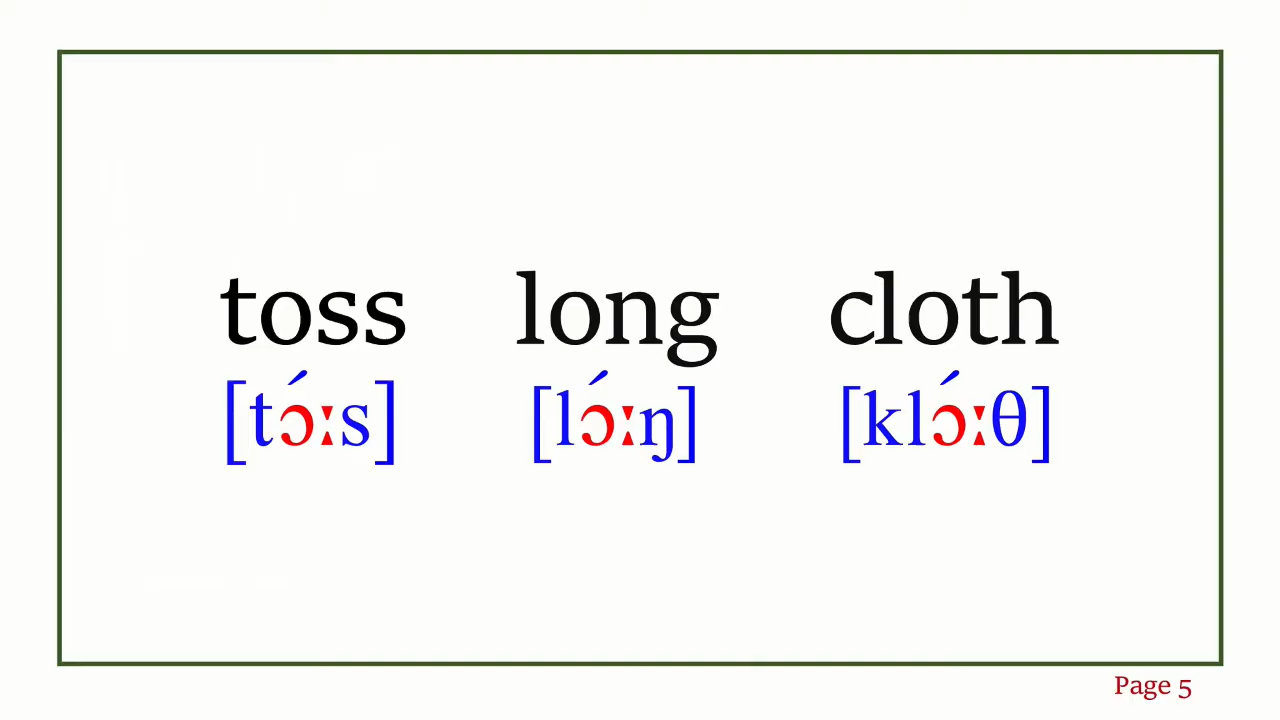 toss long cloth
[tɔ́ːs] [lɔ́ːŋ] [klɔ́ːθ]
Page 5